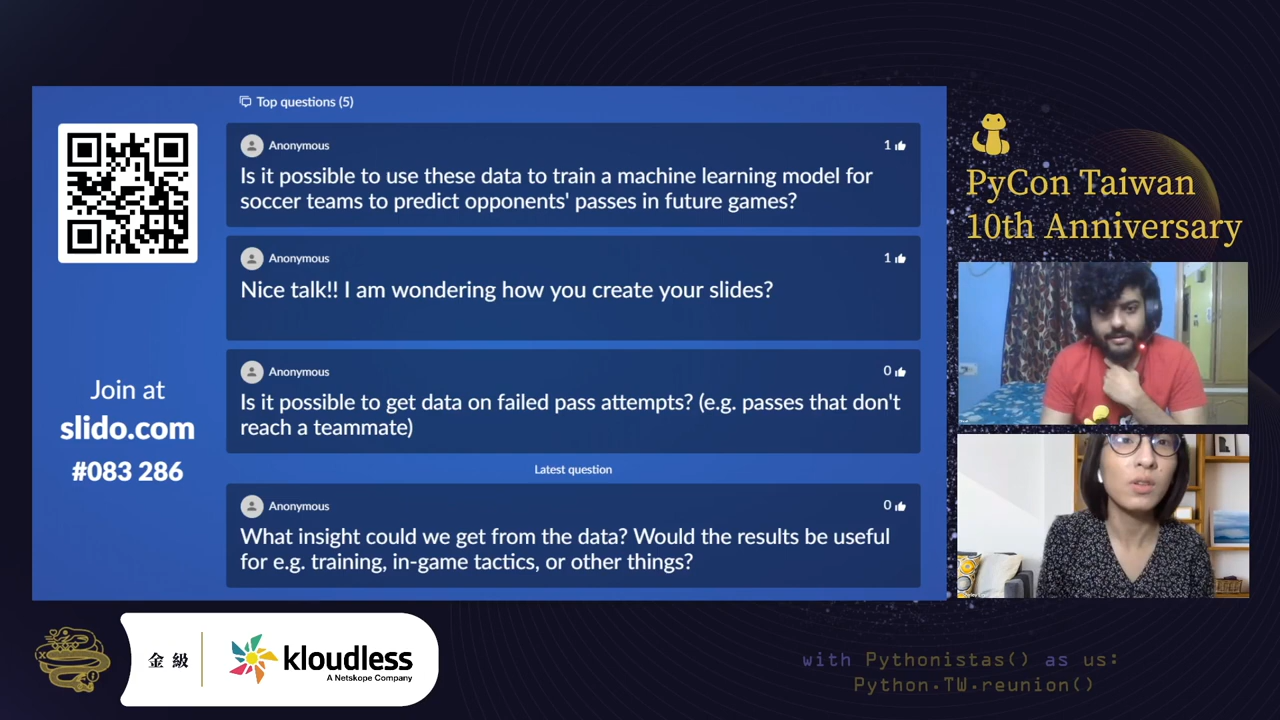 Top questions (5)
Anonymous
1
Is it possible to use these data to train a machine learning model for
soccer teams to predict opponents' passes in future games?
Anonymous
1
Nice talk!! I am wondering how you create your slides?
Anonymous
0
Is it possible to get data on failed pass attempts? (e.g. passes that don't
reach a teammate)
Latest question
Anonymous
0
What insight could we get from the data? Would the results be useful
for e.g. training, in-game tactics, or other things?
Join at
slido.com
#083 286
PyCon Taiwan
10th Anniversary
金級
kloudless
A Netskope Company
with Pythonistas() as us:
Python.TW.reunion()